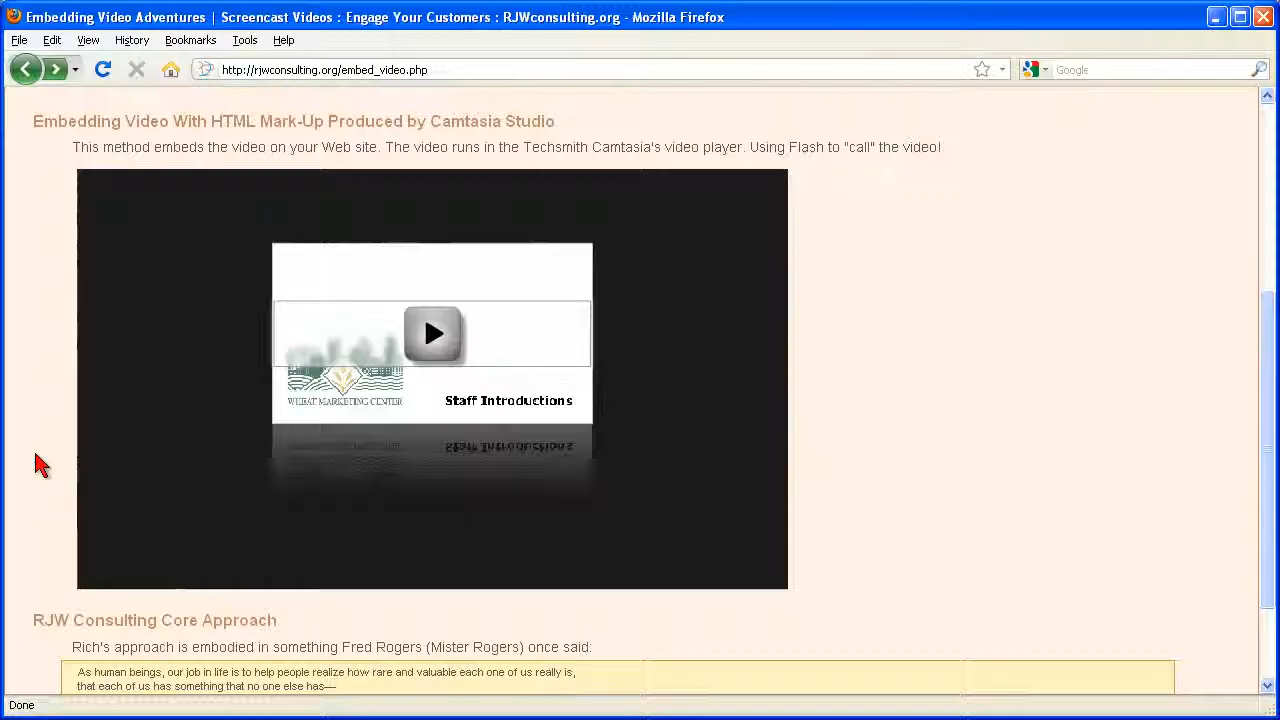 Embedding Video Adventures | Screencast Videos : Engage Your Customers : RJWconsulting.org - Mozilla Firefox
File Edit View History Bookmarks Tools Help
http://rjwconsulting.org/embed_video.php
Google
Embedding Video With HTML Mark-Up Produced by Camtasia Studio
This method embeds the video on your Web site. The video runs in the Techsmith Camtasia's video player. Using Flash to "call" the video!
WHEAT MARKETING CENTER
Staff Introductions
Staff Introductions
RJW Consulting Core Approach
Rich's approach is embodied in something Fred Rogers (Mister Rogers) once said:
As human beings, our job in life is to help people realize how rare and valuable each one of us really is,
that each of us has something that no one else has—
Done